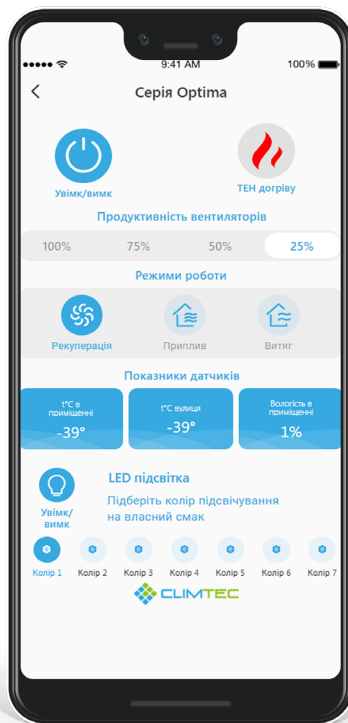 9:41 AM
100%
Серія Optima
Увімк/вимк
ТЕН догріву
Продуктивність вентиляторів
100% 75% 50% 25%
Режими роботи
Рекуперація Приплив Витяг
Показники датчиків
t°C в приміщенні
-39°
t°C вулиця
-39°
Вологість в
приміщенні
1%
LED підсвітка
Підберіть колір підсвічування
на власний смак
Увімк/
вимк
Колір 1 Колір 2 Колір 3 Колір 4 Колір 5 Колір 6 Колір 7
CLIMTEC